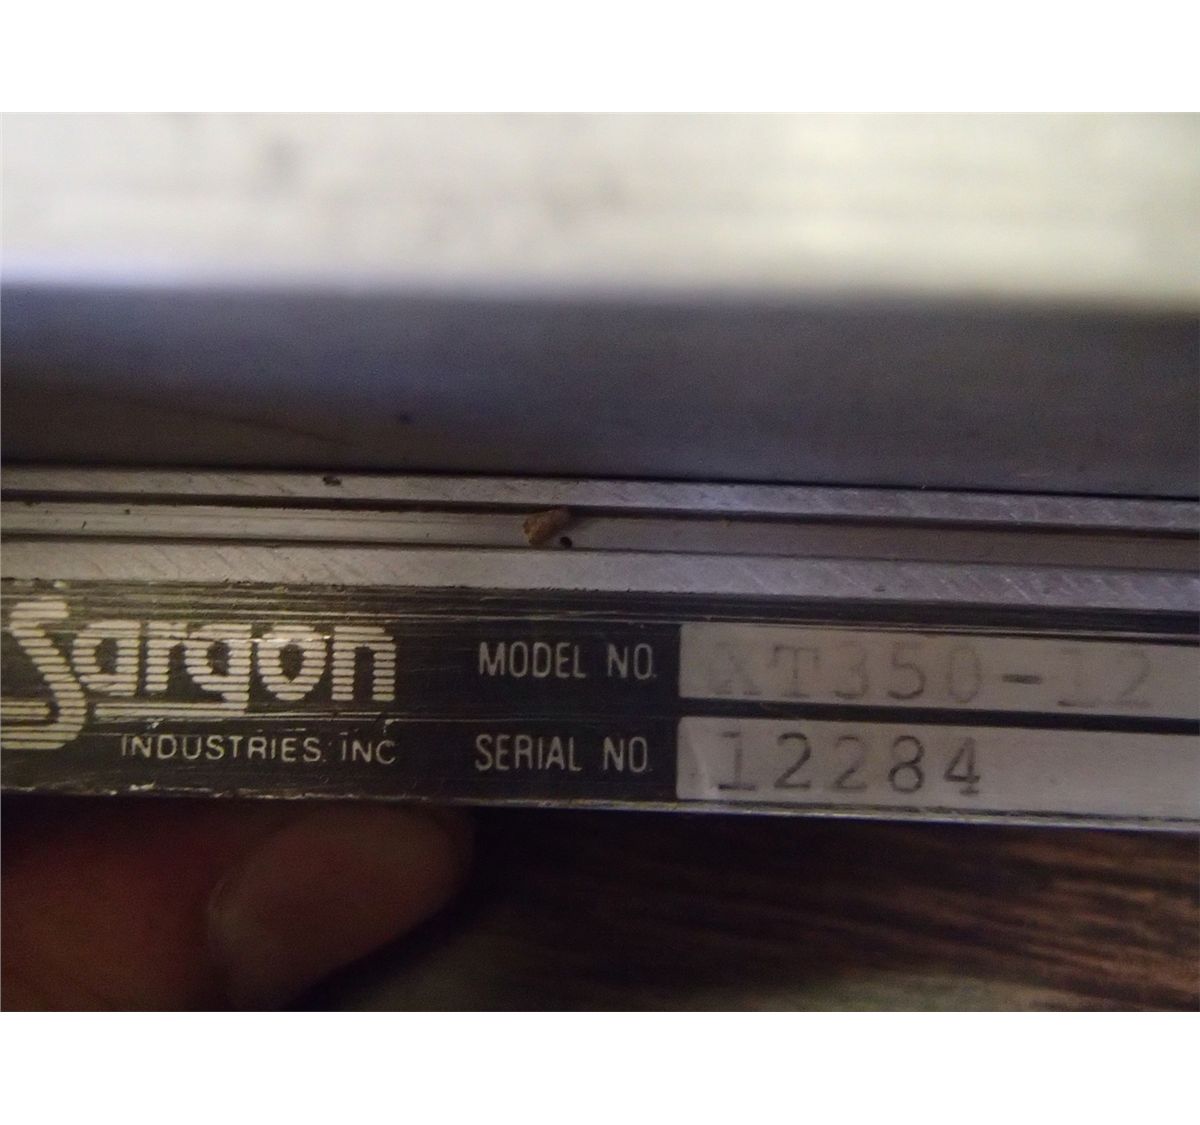 Sargon
INDUSTRIES, INC
MODEL NO. XT350-12
SERIAL NO. 12284